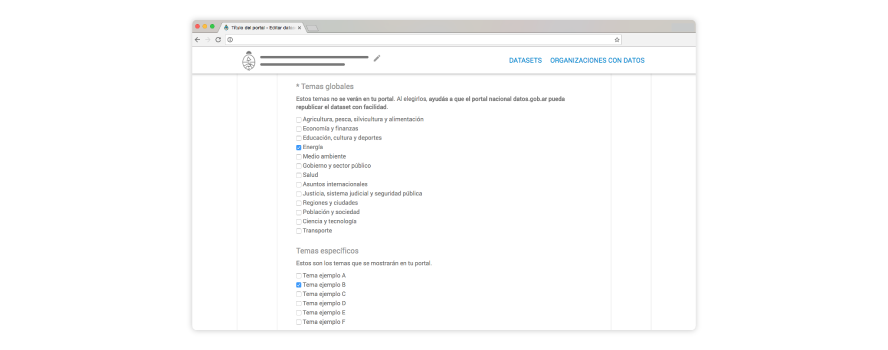 Título del portal - Editar datas
DATASETS ORGANIZACIONES CON DATOS
* Temas globales
Estos temas no se verán en tu portal. Al elegirlos, ayudás a que el portal nacional datos.gob.ar pueda
republicar el dataset con facilidad.
Agricultura, pesca, silvicultura y alimentación
Economía y finanzas
Educación, cultura y deportes
Energía
Medio ambiente
Gobierno y sector público
Salud
Asuntos internacionales
Justicia, sistema judicial y seguridad pública
Regiones y ciudades
Población y sociedad
Ciencia y tecnología
Transporte
Temas específicos
Estos son los temas que se mostrarán en tu portal.
Tema ejemplo A
Tema ejemplo B
Tema ejemplo C
Tema ejemplo D
Tema ejemplo E
Tema ejemplo F